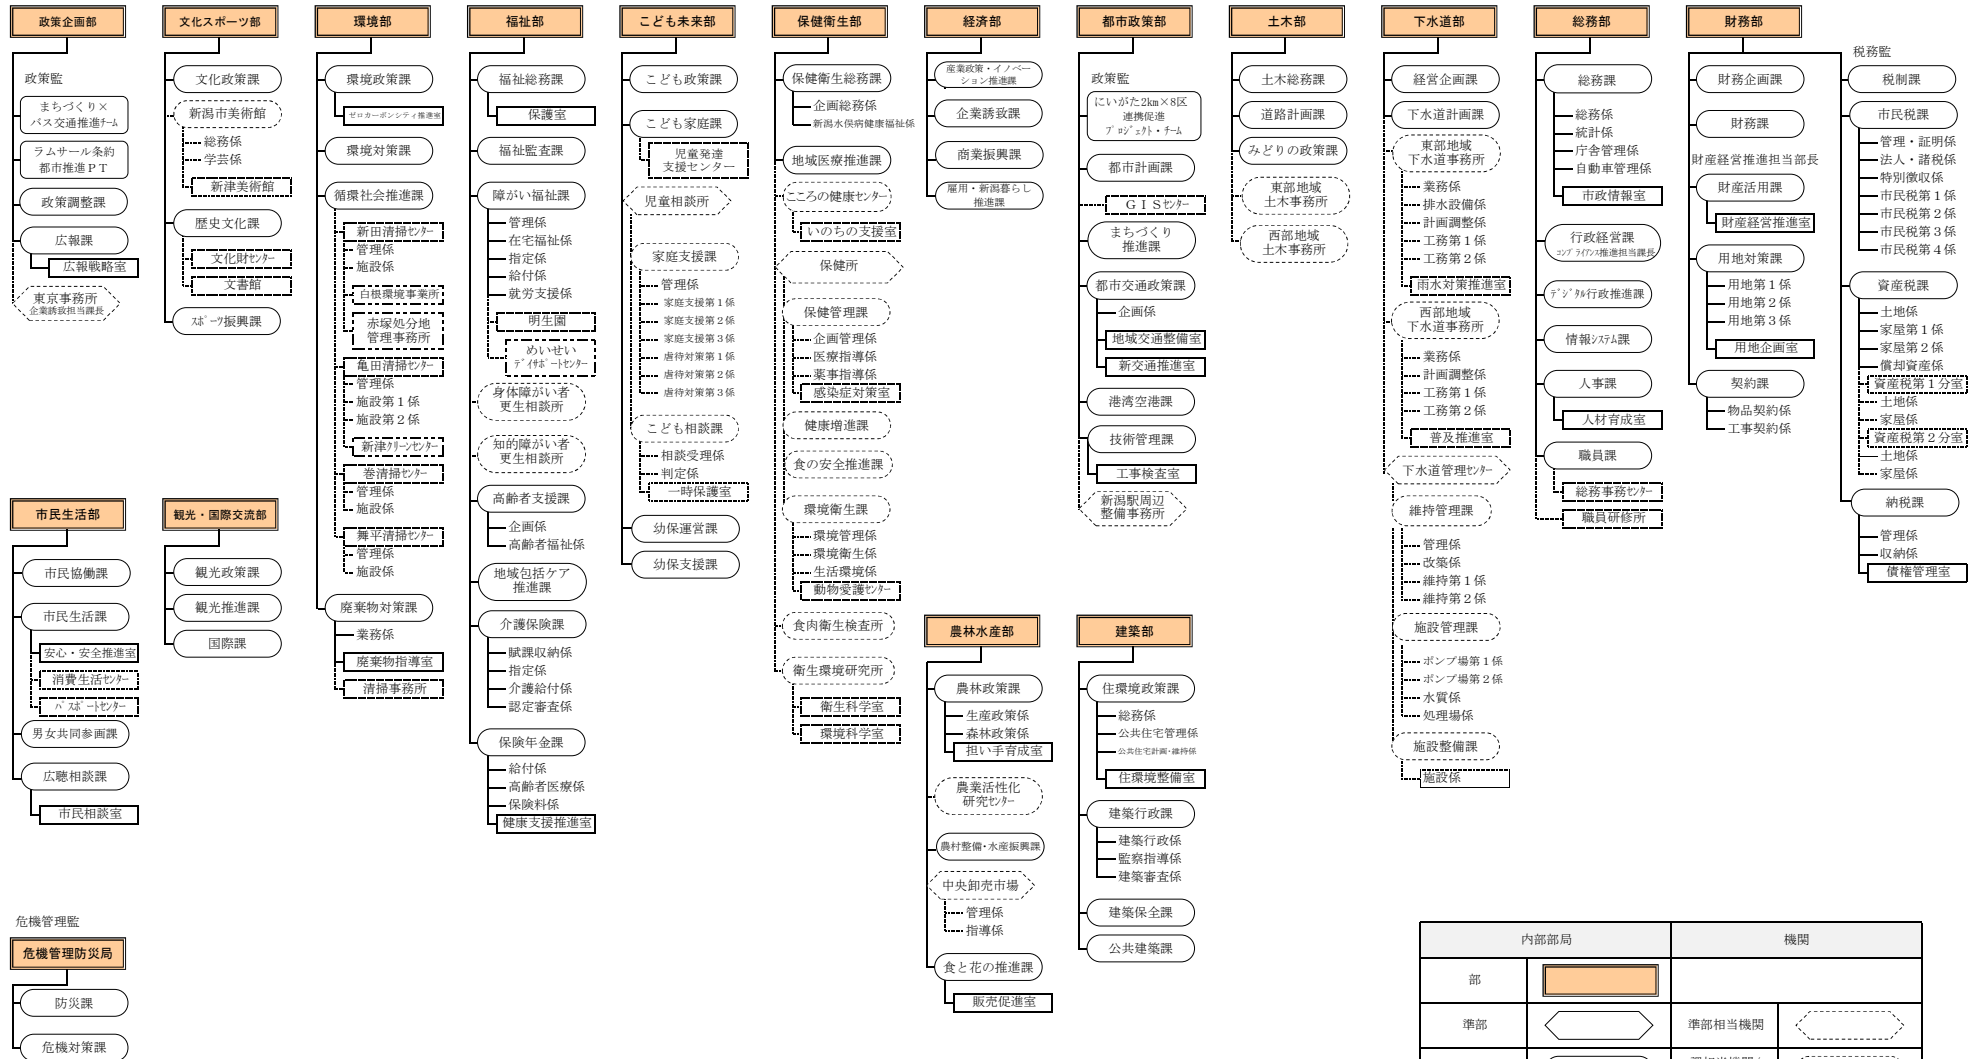 政策企画部
政策監
まちづくり×
バス交通推進ﾁｰﾑ
ラムサール条約
都市推進ＰＴ
政策調整課
広報課
広報戦略室
東京事務所
企業誘致担当課長
文化スポーツ部
文化政策課
新潟市美術館
総務係
学芸係
新津美術館
歴史文化課
文化財ｾﾝﾀｰ
文書館
ｽﾎﾟｰﾂ振興課
環境部
環境政策課
ｾﾞﾛｶｰﾎﾞﾝｼﾃｨ推進室
環境対策課
循環社会推進課
新田清掃ｾﾝﾀｰ
管理係
施設係
白根環境事業所
赤塚処分地
管理事務所
亀田清掃ｾﾝﾀｰ
管理係
施設第１係
施設第２係
新津ｸﾘｰﾝｾﾝﾀｰ
巻清掃ｾﾝﾀｰ
管理係
施設係
舞平清掃ｾﾝﾀｰ
管理係
施設係
廃棄物対策課
業務係
廃棄物指導室
清掃事務所
福祉部
福祉総務課
保護室
福祉監査課
障がい福祉課
管理係
在宅福祉係
指定係
給付係
就労支援係
明生園
めいせい
ﾃﾞｲｻﾎﾟｰﾄｾﾝﾀｰ
身体障がい者
更生相談所
知的障がい者
更生相談所
高齢者支援課
企画係
高齢者福祉係
地域包括ケア
推進課
介護保険課
賦課収納係
指定係
介護給付係
認定審査係
保険年金課
給付係
高齢者医療係
保険料係
健康支援推進室
こども未来部
こども政策課
こども家庭課
児童発達
支援センター
児童相談所
家庭支援課
管理係
家庭支援第１係
家庭支援第２係
家庭支援第３係
虐待対策第１係
虐待対策第２係
虐待対策第３係
こども相談課
相談受理係
判定係
一時保護室
幼保運営課
幼保支援課
保健衛生部
保健衛生総務課
企画総務係
新潟水俣病健康福祉係
地域医療推進課
こころの健康ｾﾝﾀｰ
いのちの支援室
保健所
保健管理課
企画管理係
医療指導係
薬事指導係
感染症対策室
健康増進課
食の安全推進課
環境衛生課
環境管理係
環境衛生係
生活環境係
動物愛護ｾﾝﾀｰ
食肉衛生検査所
衛生環境研究所
衛生科学室
環境科学室
経済部
産業政策・イノベー
ション推進課
企業誘致課
商業振興課
雇用・新潟暮らし
推進課
都市政策部
政策監
にいがた2km×8区
連携促進
ﾌﾟﾛｼﾞｪｸﾄ・ﾁｰﾑ
都市計画課
ＧＩＳｾﾝﾀｰ
まちづくり
推進課
都市交通政策課
企画係
地域交通整備室
新交通推進室
港湾空港課
技術管理課
工事検査室
新潟駅周辺
整備事務所
土木部
土木総務課
道路計画課
みどりの政策課
東部地域
土木事務所
西部地域
土木事務所
下水道部
経営企画課
下水道計画課
東部地域
下水道事務所
業務係
排水設備係
計画調整係
工務第１係
工務第２係
雨水対策推進室
西部地域
下水道事務所
業務係
計画調整係
工務第１係
工務第２係
普及推進室
下水道管理ｾﾝﾀｰ
維持管理課
管理係
改築係
維持第１係
維持第２係
施設管理課
ポンプ場第１係
ポンプ場第２係
水質係
処理場係
施設整備課
施設係
総務部
総務課
総務係
統計係
庁舎管理係
自動車管理係
市政情報室
行政経営課
ｺﾝﾌﾟﾗｲｱﾝｽ推進担当課長
ﾃﾞｼﾞﾀﾙ行政推進課
情報ｼｽﾃﾑ課
人事課
人材育成室
職員課
総務事務ｾﾝﾀｰ
職員研修所
財務部
財務企画課
財務課
財産経営推進担当部長
財産活用課
財産経営推進室
用地対策課
用地第１係
用地第２係
用地第３係
用地企画室
契約課
物品契約係
工事契約係
税務監
税制課
市民税課
管理・証明係
法人・諸税係
特別徴収係
市民税第１係
市民税第２係
市民税第３係
市民税第４係
資産税課
土地係
家屋第１係
家屋第２係
償却資産係
資産税第１分室
土地係
家屋係
資産税第２分室
土地係
家屋係
納税課
管理係
収納係
債権管理室
市民生活部
市民協働課
市民生活課
安心・安全推進室
消費生活ｾﾝﾀｰ
ﾊﾟｽﾎﾟｰﾄｾﾝﾀｰ
男女共同参画課
広聴相談課
市民相談室
観光・国際交流部
観光政策課
観光推進課
国際課
農林水産部
農林政策課
生産政策係
森林政策係
担い手育成室
農業活性化
研究ｾﾝﾀｰ
農村整備・水産振興課
中央卸売市場
管理係
指導係
食と花の推進課
販売促進室
建築部
住環境政策課
総務係
公共住宅管理係
公共住宅計画・維持係
住環境整備室
建築行政課
建築行政係
監察指導係
建築審査係
建築保全課
公共建築課
危機管理監
危機管理防災局
防災課
危機対策課
内部部局
機関
部
準部
準部相当機関